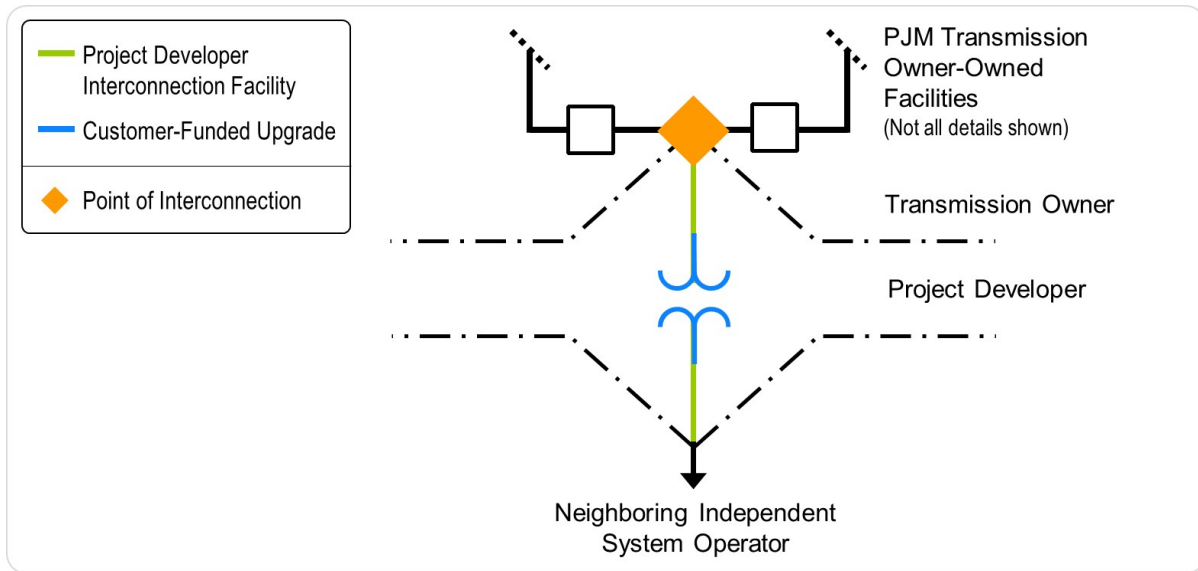 Project Developer
Interconnection Facility
Customer-Funded Upgrade
Point of Interconnection
PJM Transmission
Owner-Owned
Facilities
(Not all details shown)
Transmission Owner
Project Developer
Neighboring Independent
System Operator